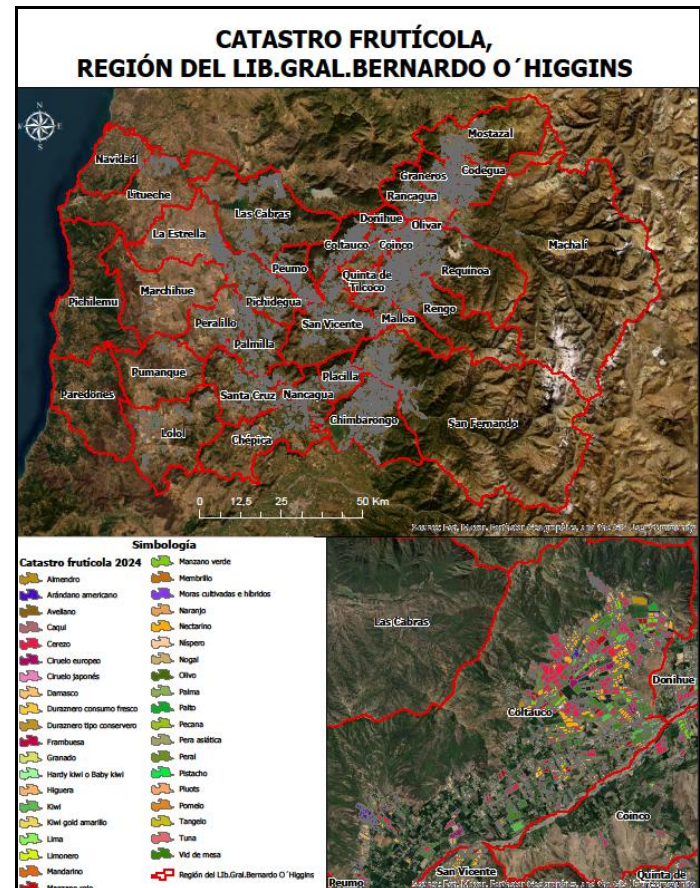 CATASTRO FRUTÍCOLA,
REGIÓN DEL LIB.GRAL.BERNARDO O´HIGGINS
N
E
S
Mostazal
Navidad
Graneros
Codegua
Litueche
Rancagua
Las Cabras
Donihue
La Estrella
Olivar
Coltauco
Coinco
Machalí
Peumo
Requinoa
Quinta de
Tilcoco
Pichilemu
Marchihue
Pichidegua
Rengo
Peralillo
San Vicente
Malloa
Palmilla
Pumanque
Placilla
Paredones
Santa Cruz
Nancagua
Chimbarongo
San Fernando
Lolol
Chépica
0 12.5 25 50 Km
Simbología
Catastro frutícola 2024
Almendro
Arándano americano
Avellano
Caqui
Cerezo
Ciruelo europeo
Ciruelo japonés
Damasco
Duraznero consumo fresco
Duraznero tipo conservero
Frambuesa
Granado
Hardy kiwi o Baby kiwi
Higuera
Kiwi
Kiwi gold amarillo
Lima
Limonero
Mandarino
Manzano verde
Membrillo
Moras cultivadas e híbridos
Naranjo
Nectarino
Níspero
Nogal
Olivo
Palma
Palto
Pecana
Pera asiática
Peral
Pistacho
Pluots
Pomelo
Tangelo
Tuna
Vid de mesa
Región del LIb.Gral.Bernardo O´Higgins
Las Cabras
Donihue
Coltauco
Coinco
San Vicente
Peumo
Quinta de